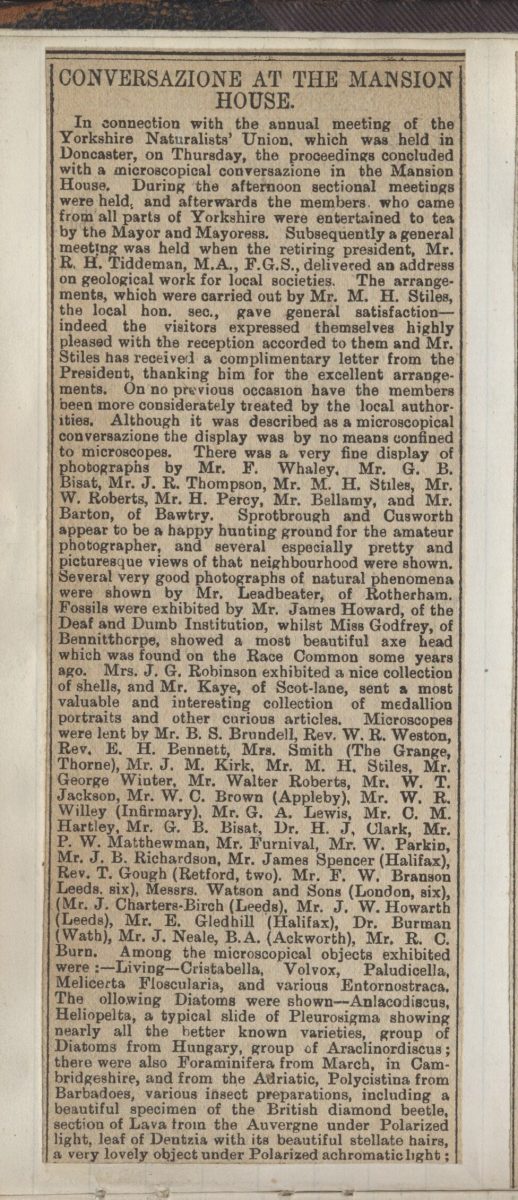 CONVERSAZIONE AT THE MANSION
HOUSE.
In connection with the annual meeting of the
Yorkshire Naturalists' Union, which was held in
Doncaster, on Thursday, the proceedings concluded
with a microscopical conversazione in the Mansion
House. During the afternoon sectional meetings
were held, and afterwards the members who came
from all parts of Yorkshire were entertained to tea
by the Mayor and Mayoress. Subsequently a general
meeting was held when the retiring president, Mr.
R. H. Tiddeman, M.A., F.G.S., delivered an address
on geological work for local societies. The arrange-
ments, which were carried out by Mr. M. H. Stiles,
the local hon. sec., gave general satisfaction—
indeed the visitors expressed themselves highly
pleased with the reception accorded to them and Mr.
Stiles has received a complimentary letter from the
President, thanking him for the excellent arrange-
ments. On no previous occasion have the members
been more considerately treated by the local author-
ities. Although it was described as a microscopical
conversazione the display was by no means confined
to microscopes. There was a very fine display of
photographs by Mr. F. Whaley, Mr. G. B.
Bisat, Mr. J. R. Thompson, Mr. M. H. Stiles, Mr.
W. Roberts, Mr. H. Percy, Mr. Bellamy, and Mr.
Barton, of Bawtry. Sprotbrough and Cusworth
appear to be a happy hunting ground for the amateur
photographer, and several especially pretty and
picturesque views of that neighbourhood were shown.
Several very good photographs of natural phenomena
were shown by Mr. Leadbeater, of Rotherham.
Fossils were exhibited by Mr. James Howard, of the
Deaf and Dumb Institution, whilst Miss Godfrey, of
Bennitthorpe, showed a most beautiful axe head
which was found on the Race Common some years
ago. Mrs. J. G. Robinson exhibited a nice collection
of shells, and Mr. Kaye, of Scot-lane, sent a most
valuable and interesting collection of medallion
portraits and other curious articles. Microscopes
were lent by Mr. B. S. Brundell, Rev. W. R. Weston,
Rev. E. H. Bennett, Mrs. Smith (The Grange,
Thorne), Mr. J. M. Kirk, Mr. M. H. Stiles, Mr.
George Winter, Mr. Walter Roberts, Mr. W. T.
Jackson, Mr. W. C. Brown (Appleby), Mr. W. R.
Willey (Infirmary), Mr. G. A. Lewis, Mr. C. M.
Hartley, Mr. G. B. Bisat, Dr. H. J. Clark, Mr.
P. W. Matthewman, Mr. Furnival, Mr. W. Parkin,
Mr. J. B. Richardson, Mr. James Spencer (Halifax),
Rev. T. Gough (Retford, two). Mr. F. W. Branson
Leeds. six), Messrs. Watson and Sons (London, six),
(Mr. J. Charters-Birch (Leeds), Mr. J. W. Howarth
(Leeds), Mr. E. Gledhill (Halifax), Dr. Burman
(Wath), Mr. J. Neale, B.A. (Ackworth), Mr. R. C.
Burn. Among the microscopical objects exhibited
were :—Living—Cristabella, Volvox, Paludicella,
Melicerta Floscularia, and various Entornostraca.
The ollowing Diatoms were shown—Anlacodiscus,
Heliopelta, a typical slide of Pleurosigma showing
nearly all the better known varieties, group of
Diatoms from Hungary, group of Araclinordiscus ;
there were also Foraminifera from March, in Cam-
bridgeshire, and from the Adriatic, Polycistina from
Barbadoes, various insect preparations, including a
beautiful specimen of the British diamond beetle,
section of Lava from the Auvergne under Polarized
light, leaf of Dentzia with its beautiful stellate hairs,
a very lovely object under Polarized achromatic light ;